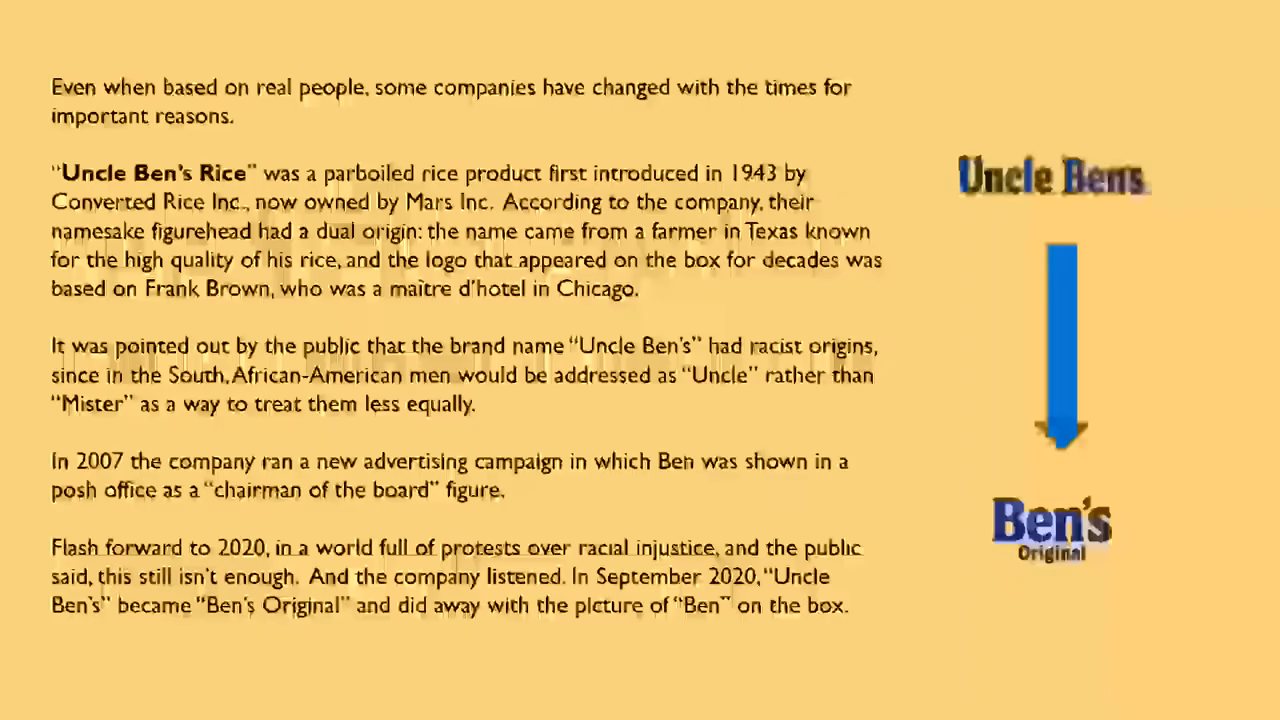 Even when based on real people, some companies have changed with the times for
important reasons.
“Uncle Ben’s Rice” was a parboiled rice product first introduced in 1943 by
Converted Rice Inc., now owned by Mars Inc. According to the company, their
namesake figurehead had a dual origin: the name came from a farmer in Texas known
for the high quality of his rice, and the logo that appeared on the box for decades was
based on Frank Brown, who was a maître d’hotel in Chicago.
It was pointed out by the public that the brand name “Uncle Ben’s” had racist origins,
since in the South, African-American men would be addressed as “Uncle” rather than
“Mister” as a way to treat them less equally.
In 2007 the company ran a new advertising campaign in which Ben was shown in a
posh office as a “chairman of the board” figure.
Flash forward to 2020, in a world full of protests over racial injustice, and the public
said, this still isn’t enough. And the company listened. In September 2020, “Uncle
Ben’s” became “Ben’s Original” and did away with the picture of “Ben” on the box.
Uncle Ben's
Ben's
Original